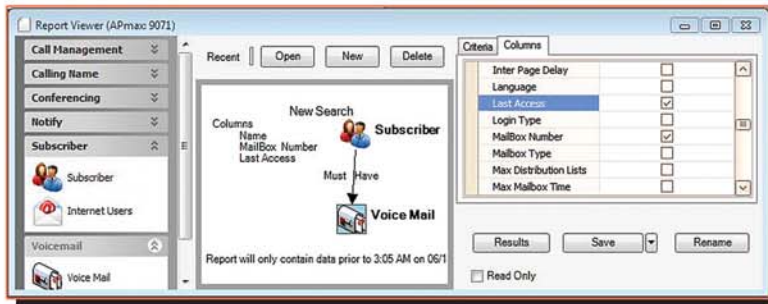 Report Viewer (APmax 9071)
Call Management
Calling Name
Conferencing
Notify
Subscriber
Subscriber
Internet Users
Voicemail
Voice Mail
Recent
Open
New
Delete
New Search
Columns
Name
MailBox Number
Last Access
Subscriber
Must Have
Voice Mail
Report will only contain data prior to 3:05 AM on 06/1
Criteria
Columns
Inter Page Delay
Language
Last Access
Login Type
MailBox Number
Mailbox Type
Max Distribution Lists
Max Mailbox Time
Results
Save
Rename
Read Only